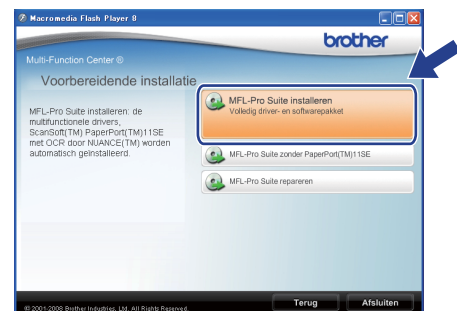 Macromedia Flash Player 8
brother
Multi-Function Center ®
Voorbereidende installatie
MFL-Pro Suite installeren: de
multifunctionele drivers,
ScanSoft(TM) PaperPort(TM)11SE
met OCR door NUANCE(TM) worden
automatisch geïnstalleerd.
MFL-Pro Suite installeren
Volledig driver- en softwarepakket
MFL-Pro Suite zonder PaperPort(TM)11SE
MFL-Pro Suite repareren
© 2001-2008 Brother Industries, Ltd. All Rights Reserved.
Terug
Afsluiten